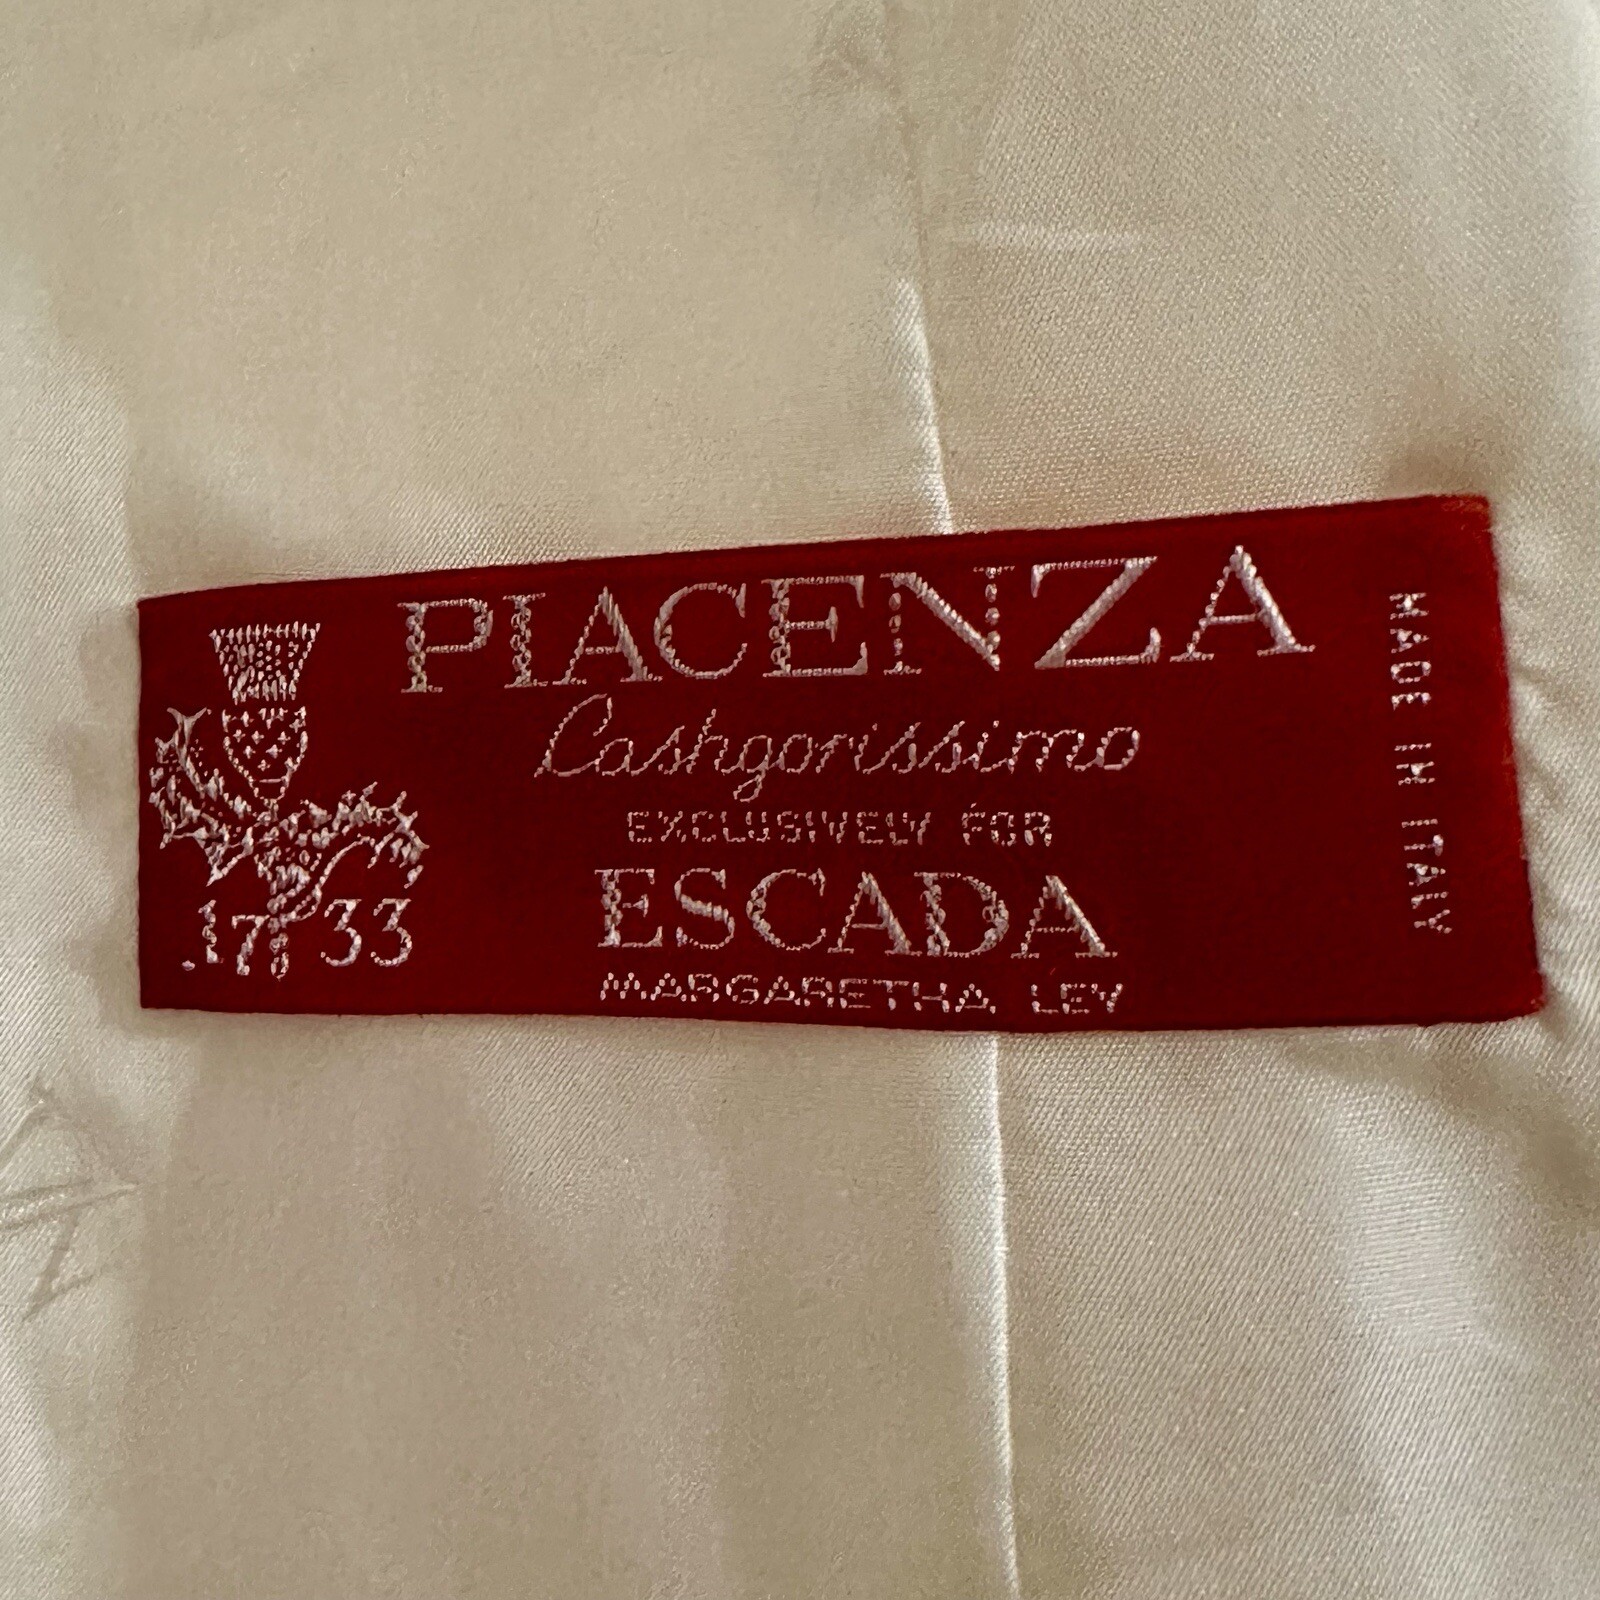 PIACENZA
Cashgorissimo
EXCLUSIVELY FOR
ESCADA
MARGARETHA LEY
1733
MADE IN ITALY